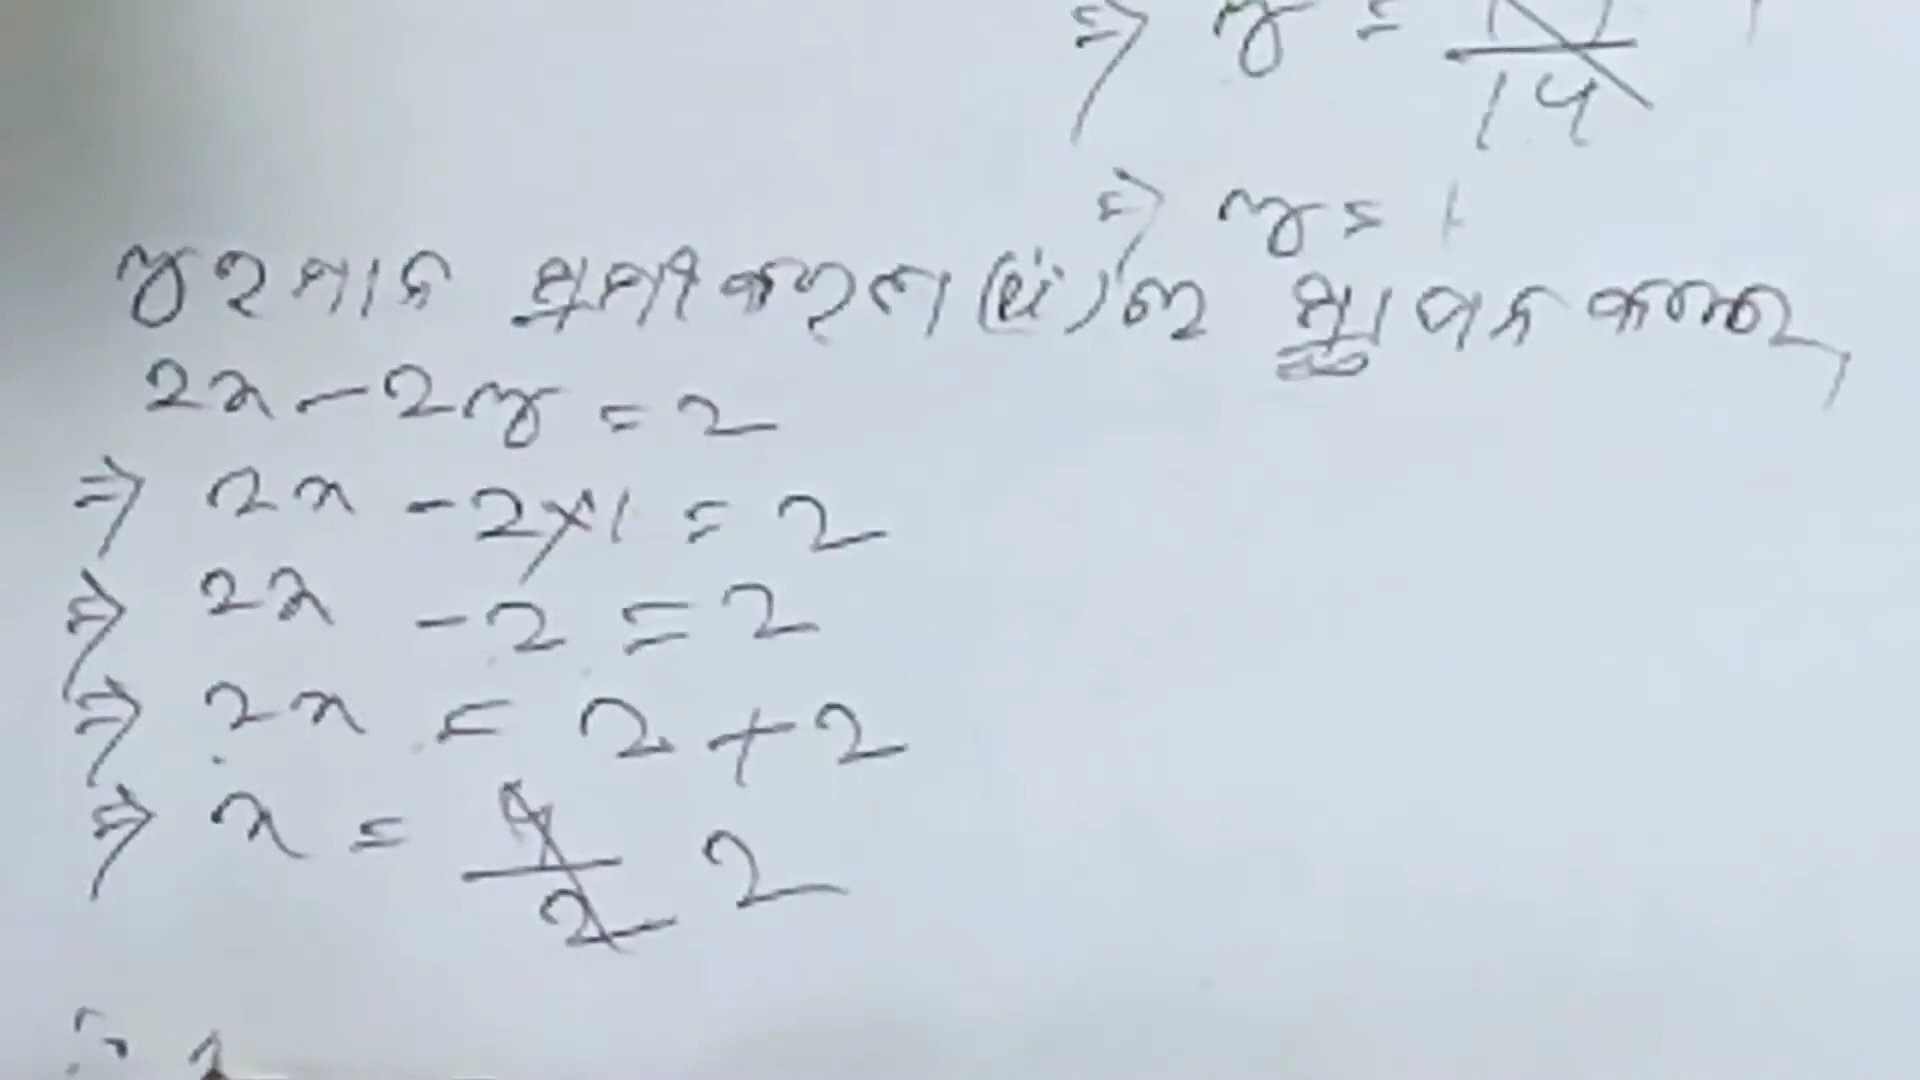 ⇒ y = 14/14
⇒ y = 1
yର ମାନ ସମୀକରଣ (ii)ରେ ସ୍ଥାପନ କଲେ,
2x - 2y = 2
⇒ 2x - 2×1 = 2
⇒ 2x - 2 = 2
⇒ 2x = 2 + 2
⇒ x = 4/2 2
∴